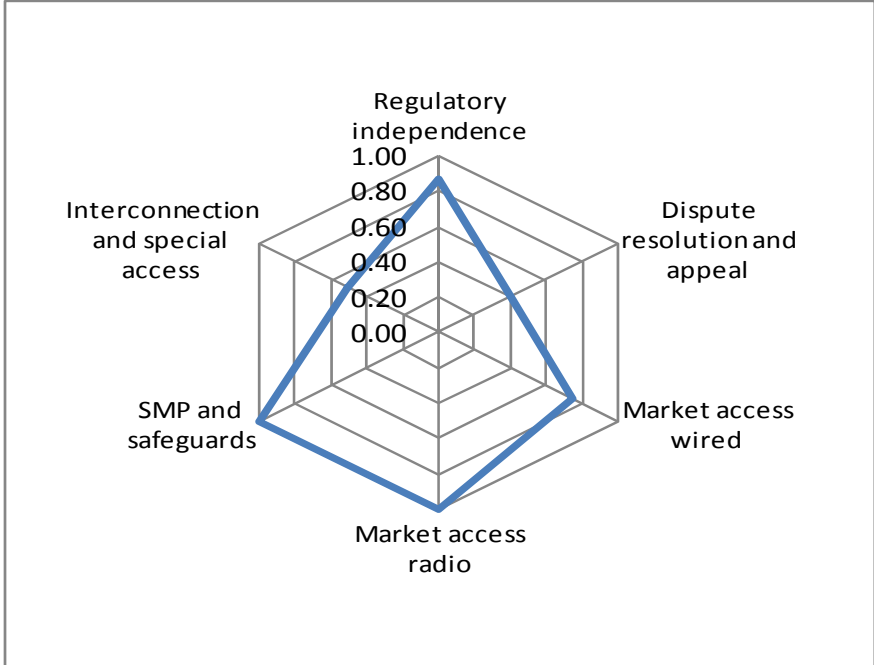 Regulatory
independence
1.00
0.80
0.60
0.40
0.20
0.00
Interconnection
and special
access
Dispute
resolution and
appeal
SMP and
safeguards
Market access
wired
Market access
radio